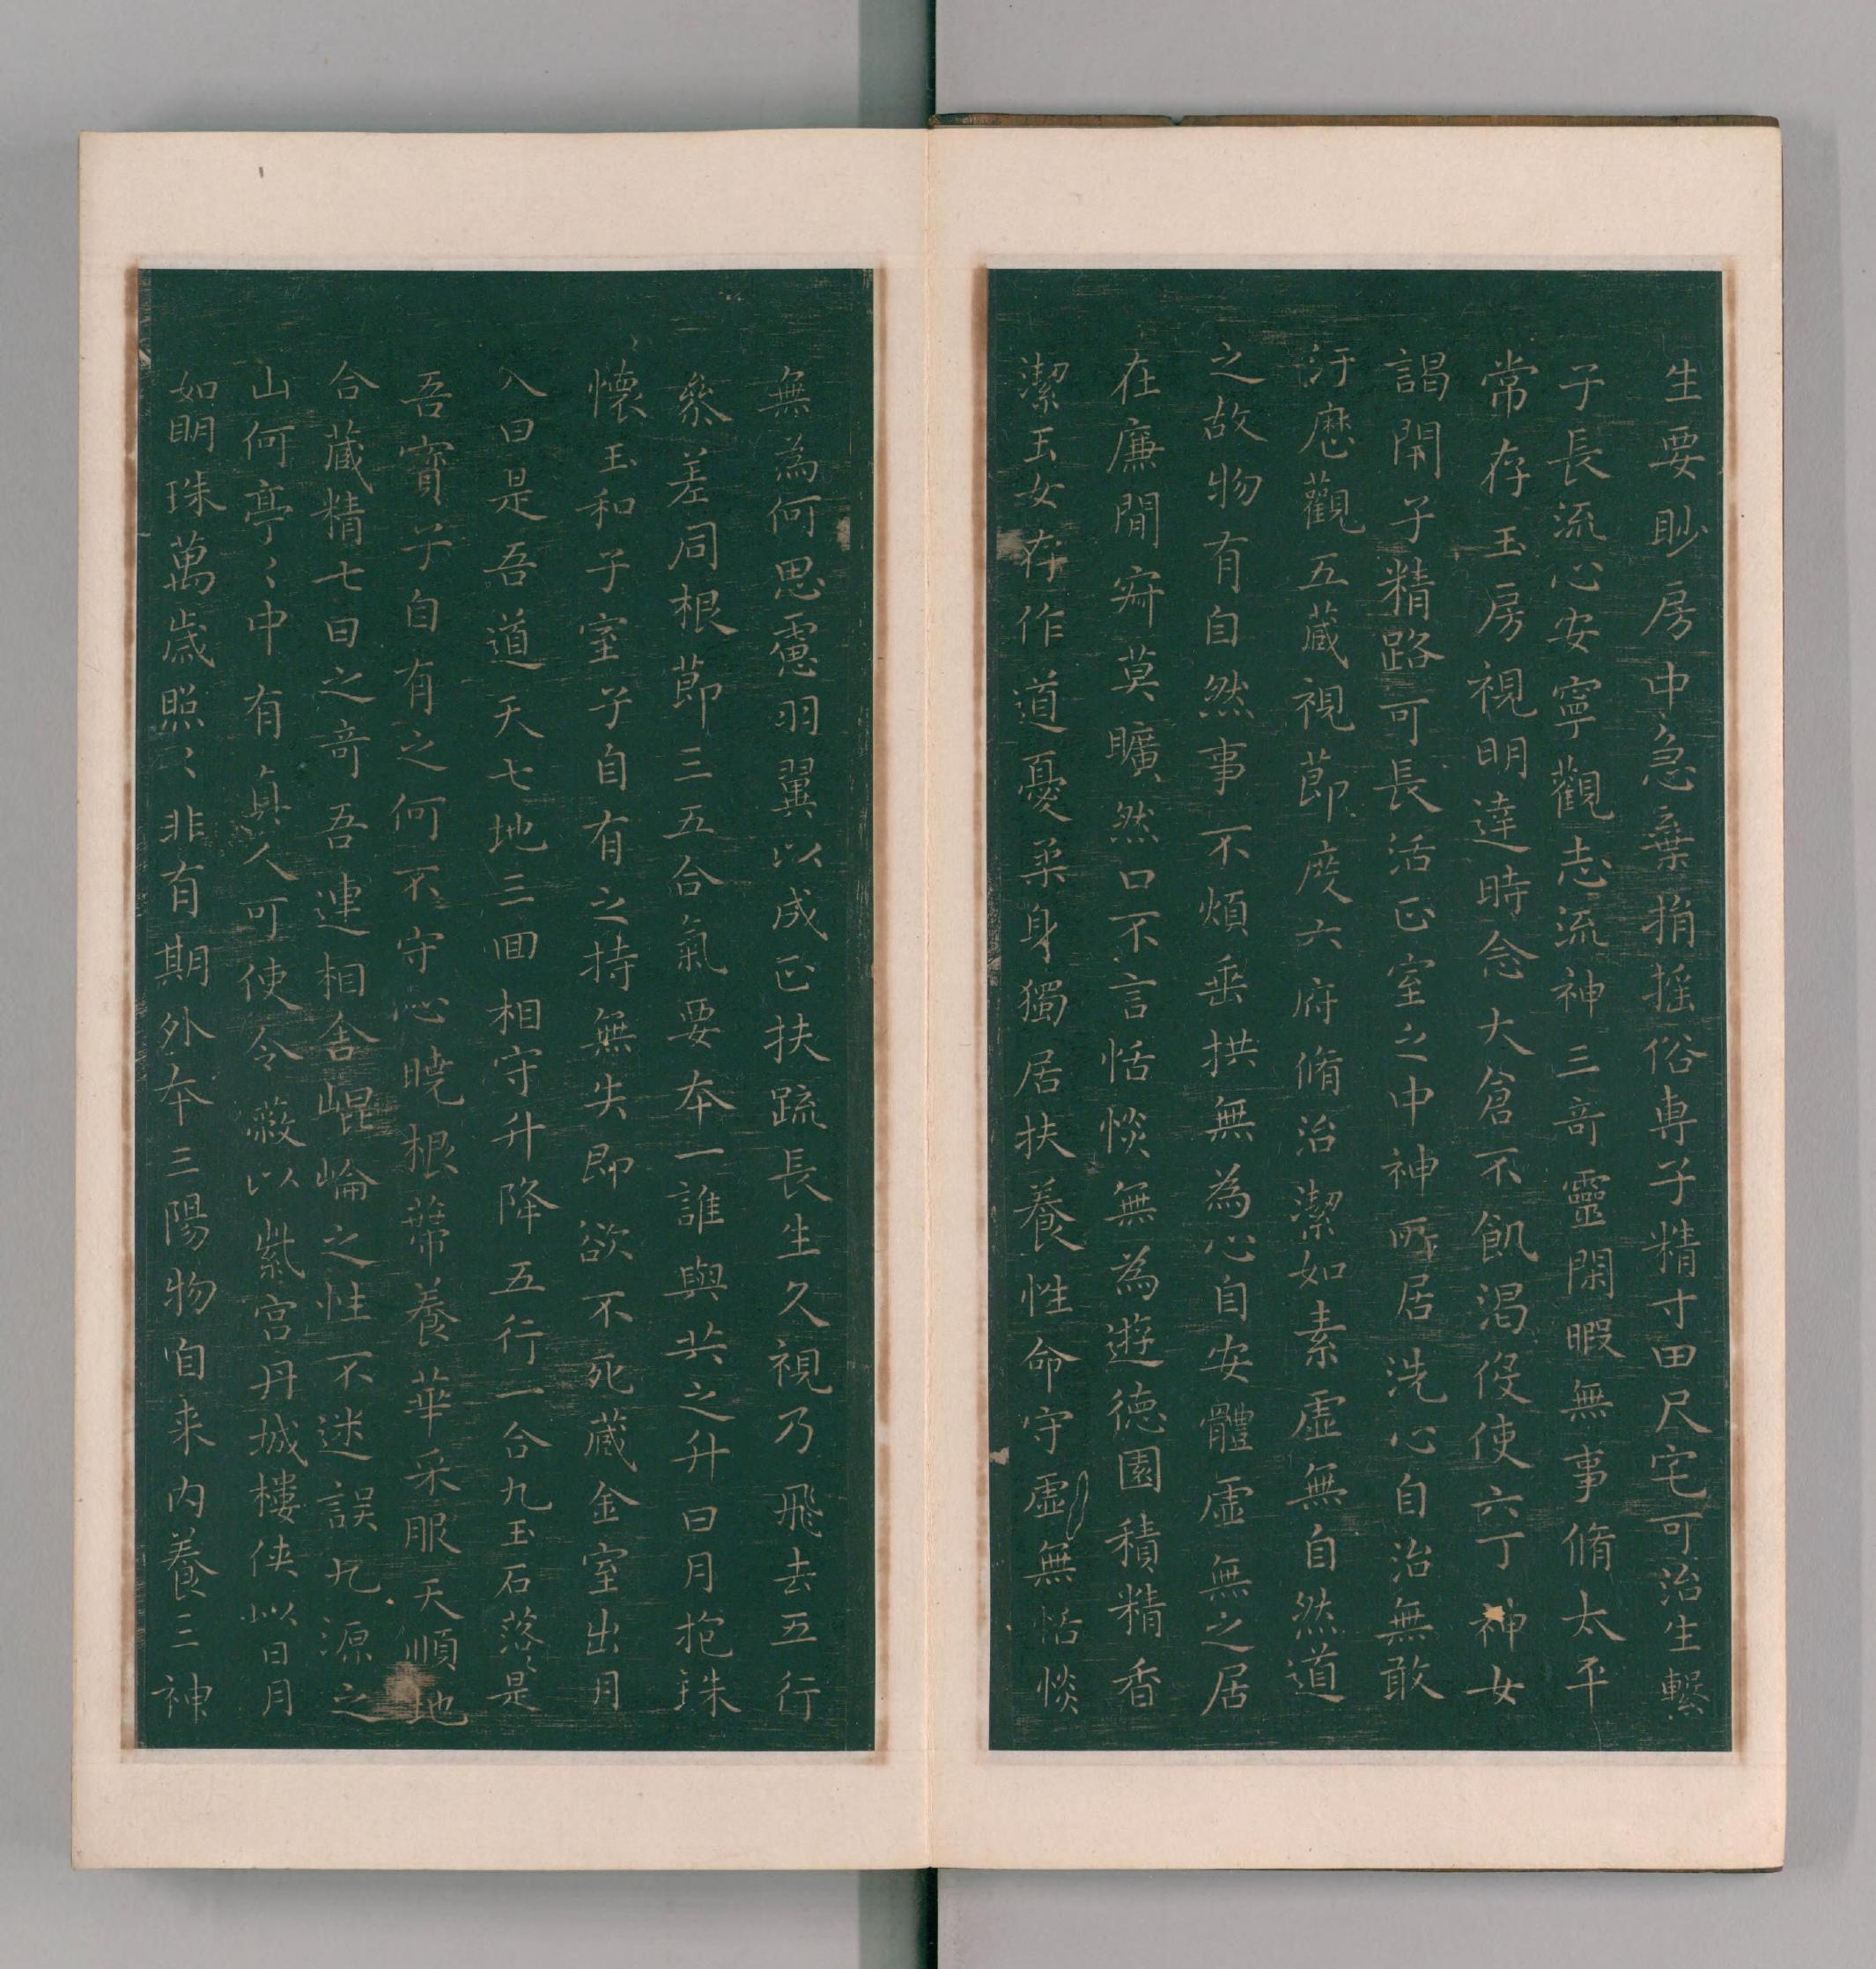 生要眇房中急棄捐搖俗専子精寸田尺宅可治生繫
子長流心安寧觀志流神三奇靈閑暇無事脩太平
常存玉房視明達時念大倉不飢渴役使六丁神女
謁閇子精路可長活正室之中神所居洗心自治無敢
汙歷觀五藏視節度六府脩治潔如素虛無自然道
之故物有自然事不煩垂拱無為心自安體虛無之居
在廉間寂莫曠然口不言恬惔無為遊德園積精香
潔玉女存作道憂柔身獨居扶養性命守虛無恬惔
無為何思慮羽翼以成正扶疏長生久視乃飛去五行
叅差同根節三五合氣要本一誰與共之升日月抱珠
懷玉和子室子自有之持無失即欲不死藏金室出月
入日是吾道天七地三回相守升降五行一合九玉石落〻是
吾寶子自有之何不守心曉根蔕養華采服天順地
合藏精七日之奇吾連相舍崐崘之性不迷誤九源之
山何亭〻中有真人可使令蔽以紫宮丹城樓俠以日月
如明珠萬歲照〻非有期外本三陽物自来內養三神